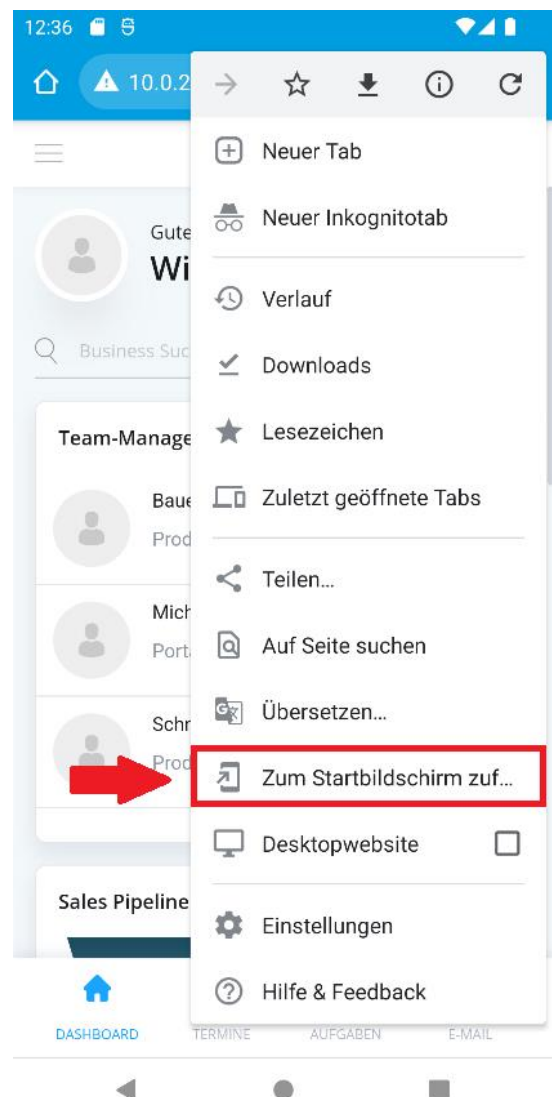 12:36
10.0.2
Neuer Tab
Neuer Inkognitotab
Gute
Wi
Verlauf
Business Suc
Downloads
Team-Manage
Lesezeichen
Baue
Zuletzt geöffnete Tabs
Prod
Teilen...
Mich
Auf Seite suchen
Porta
Übersetzen...
Schr
Prod
Zum Startbildschirm zuf...
Desktopwebsite
Sales Pipeline
Einstellungen
Hilfe & Feedback
DASHBOARD TERMINE AUFGABEN E-MAIL